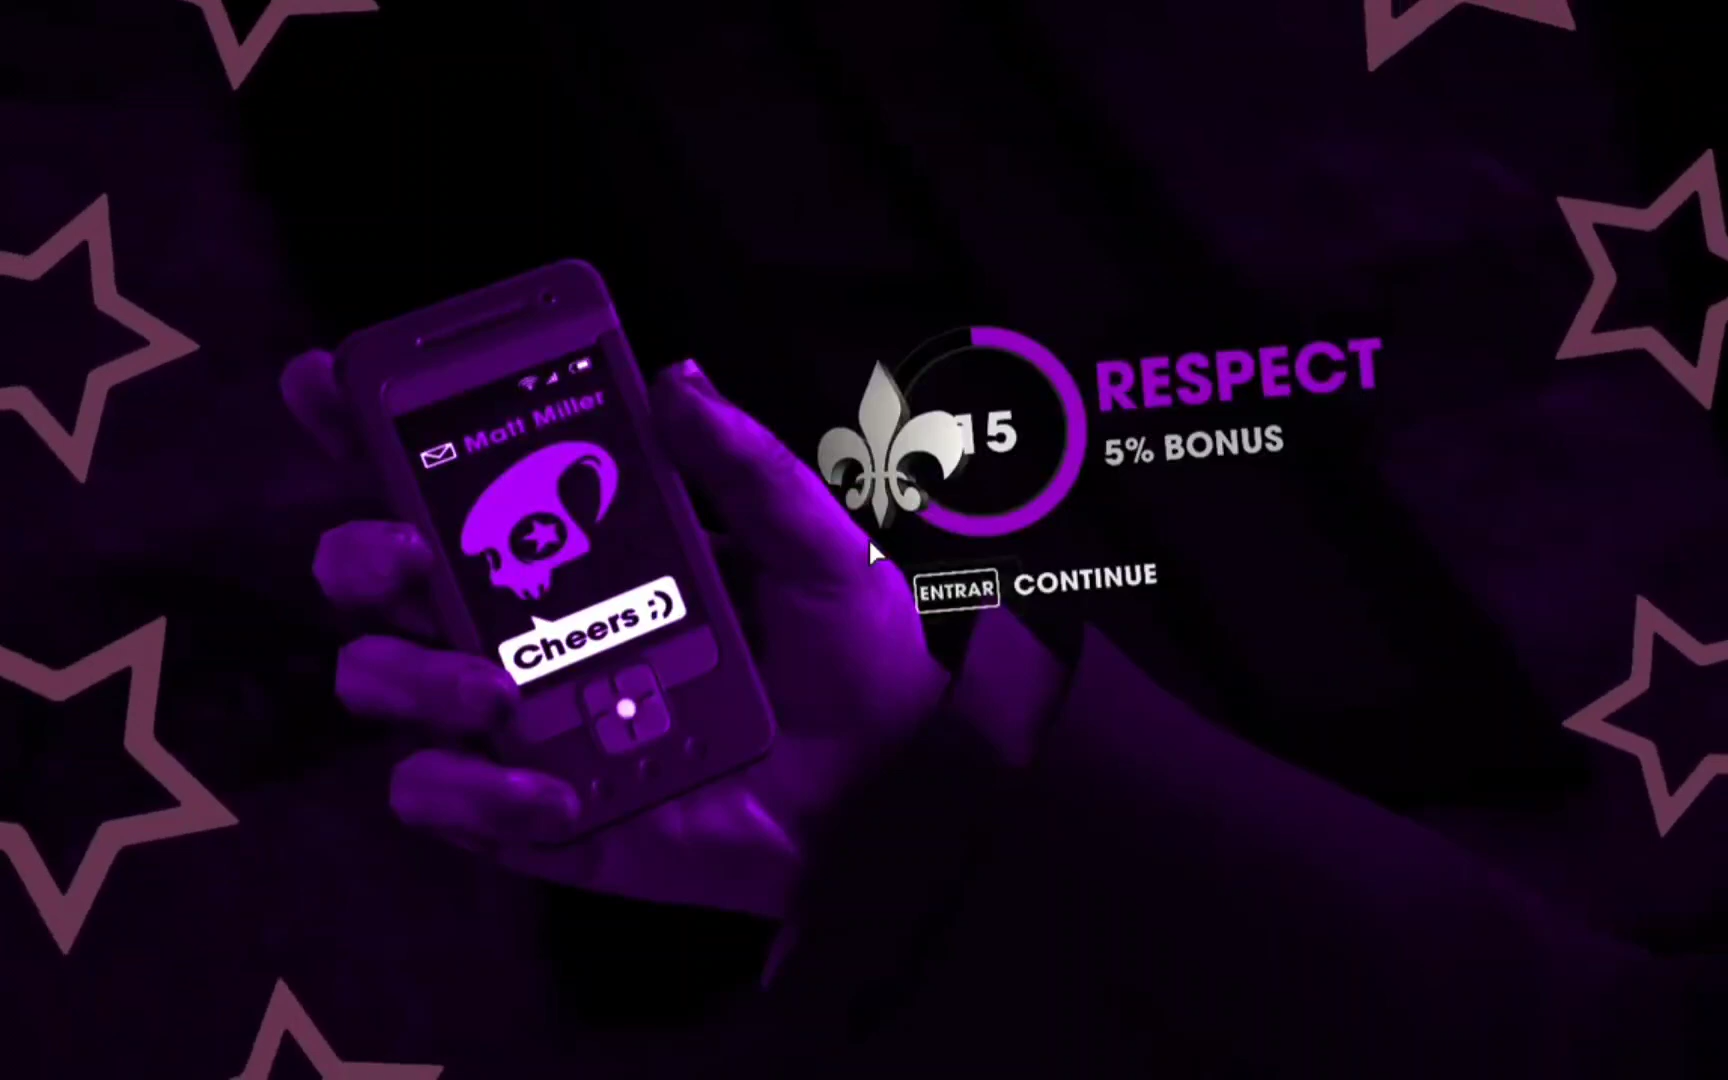 Matt Miller
Cheers ;)
15
RESPECT
5% BONUS
ENTRAR CONTINUE